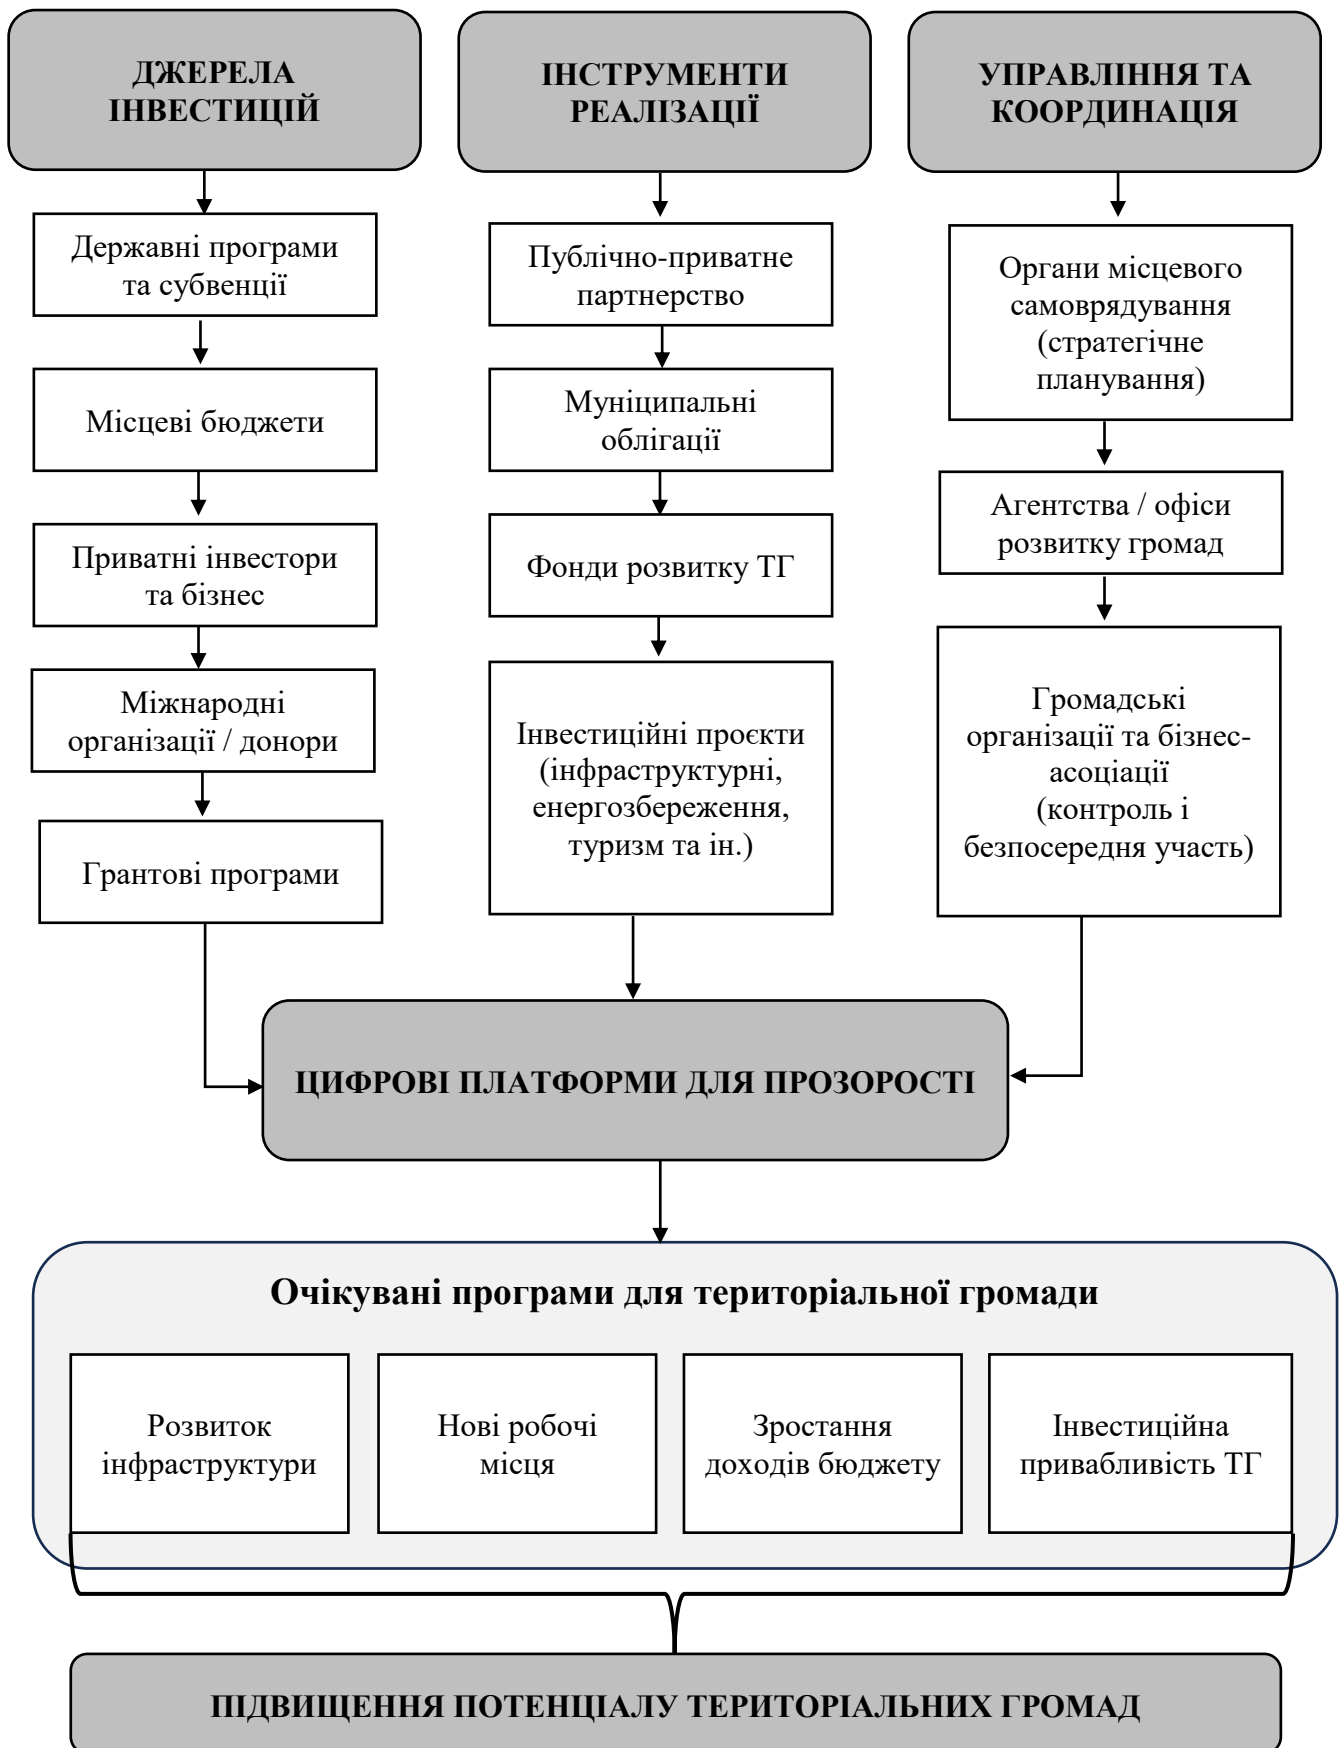 ДЖЕРЕЛА
ІНВЕСТИЦІЙ
Державні програми
та субвенції
Місцеві бюджети
Приватні інвестори
та бізнес
Міжнародні
організації / донори
Грантові програми
ІНСТРУМЕНТИ
РЕАЛІЗАЦІЇ
Публічно-приватне
партнерство
Муніципальні
облігації
Фонди розвитку ТГ
Інвестиційні проєкти
(інфраструктурні,
енергозбереження,
туризм та ін.)
УПРАВЛІННЯ ТА
КООРДИНАЦІЯ
Органи місцевого
самоврядування
(стратегічне
планування)
Агентства / офіси
розвитку громад
Громадські
організації та бізнес-
асоціації
(контроль і
безпосередня участь)
ЦИФРОВІ ПЛАТФОРМИ ДЛЯ ПРОЗОРОСТІ
Очікувані програми для територіальної громади
Розвиток
інфраструктури
Нові робочі
місця
Зростання
доходів бюджету
Інвестиційна
привабливість ТГ
ПІДВИЩЕННЯ ПОТЕНЦІАЛУ ТЕРИТОРІАЛЬНИХ ГРОМАД